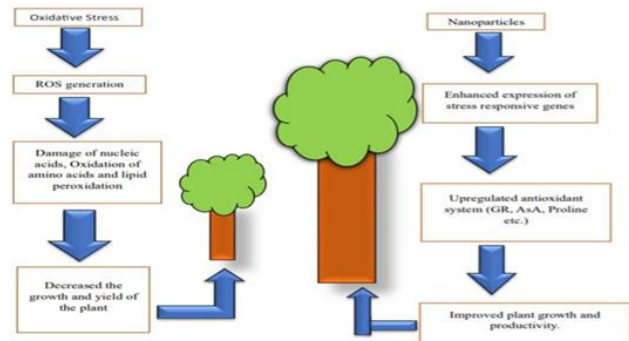 Oxidative Stress
ROS generation
Damage of nucleic
acids, Oxidation of
amino acids and lipid
peroxidation
Decreased the
growth and yield of
the plant
Nanoparticles
Enhanced expression of
stress responsive genes
Upregulated antioxidant
system (GR, AsA, Proline
etc.)
Improved plant growth and
productivity.